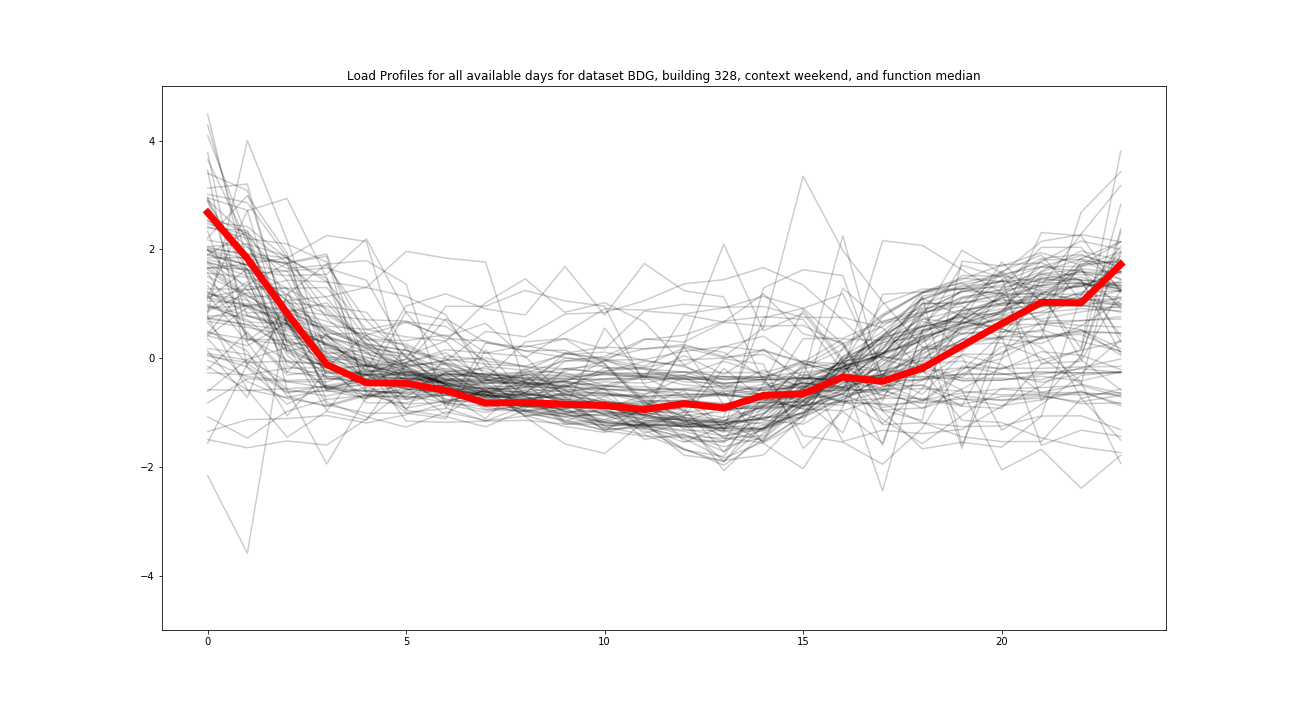 Load Profiles for all available days for dataset BDG, building 328, context weekend, and function median
4
2
0
−2
−4
0 5 10 15 20